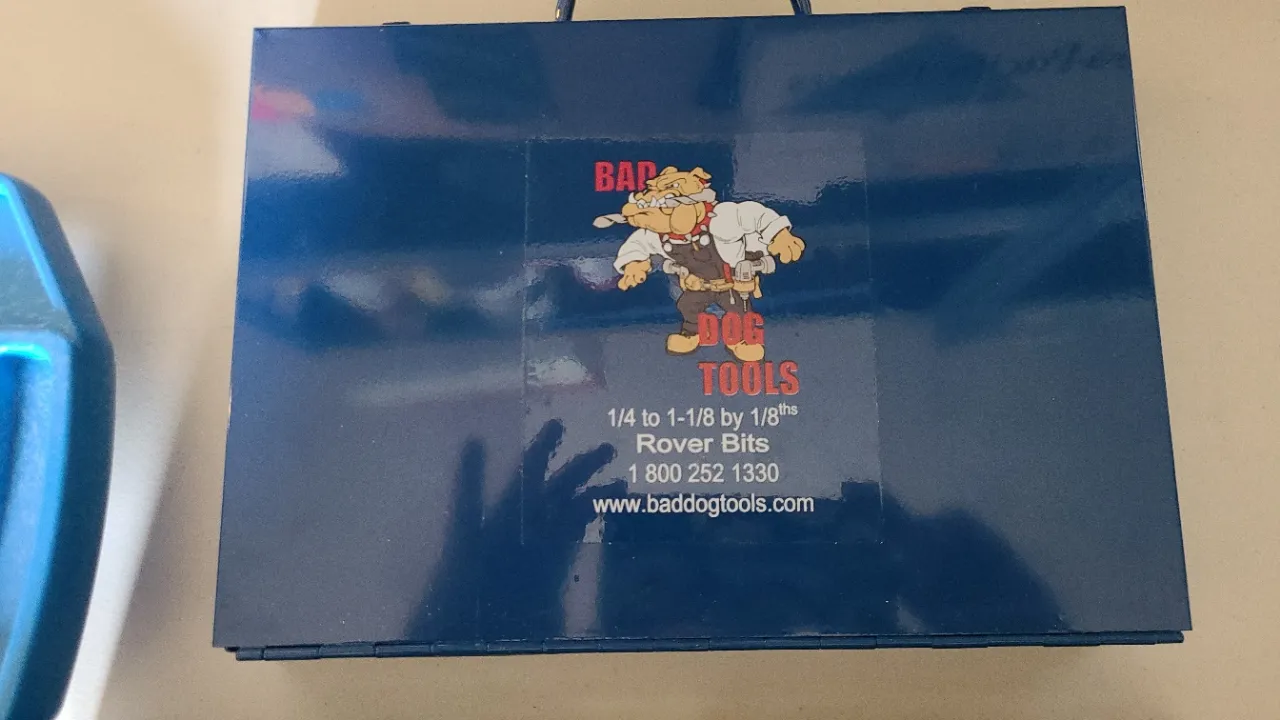 BAD
DOG
TOOLS
1/4 to 1-1/8 by 1/8ths
Rover Bits
1 800 252 1330
www.baddogtools.com